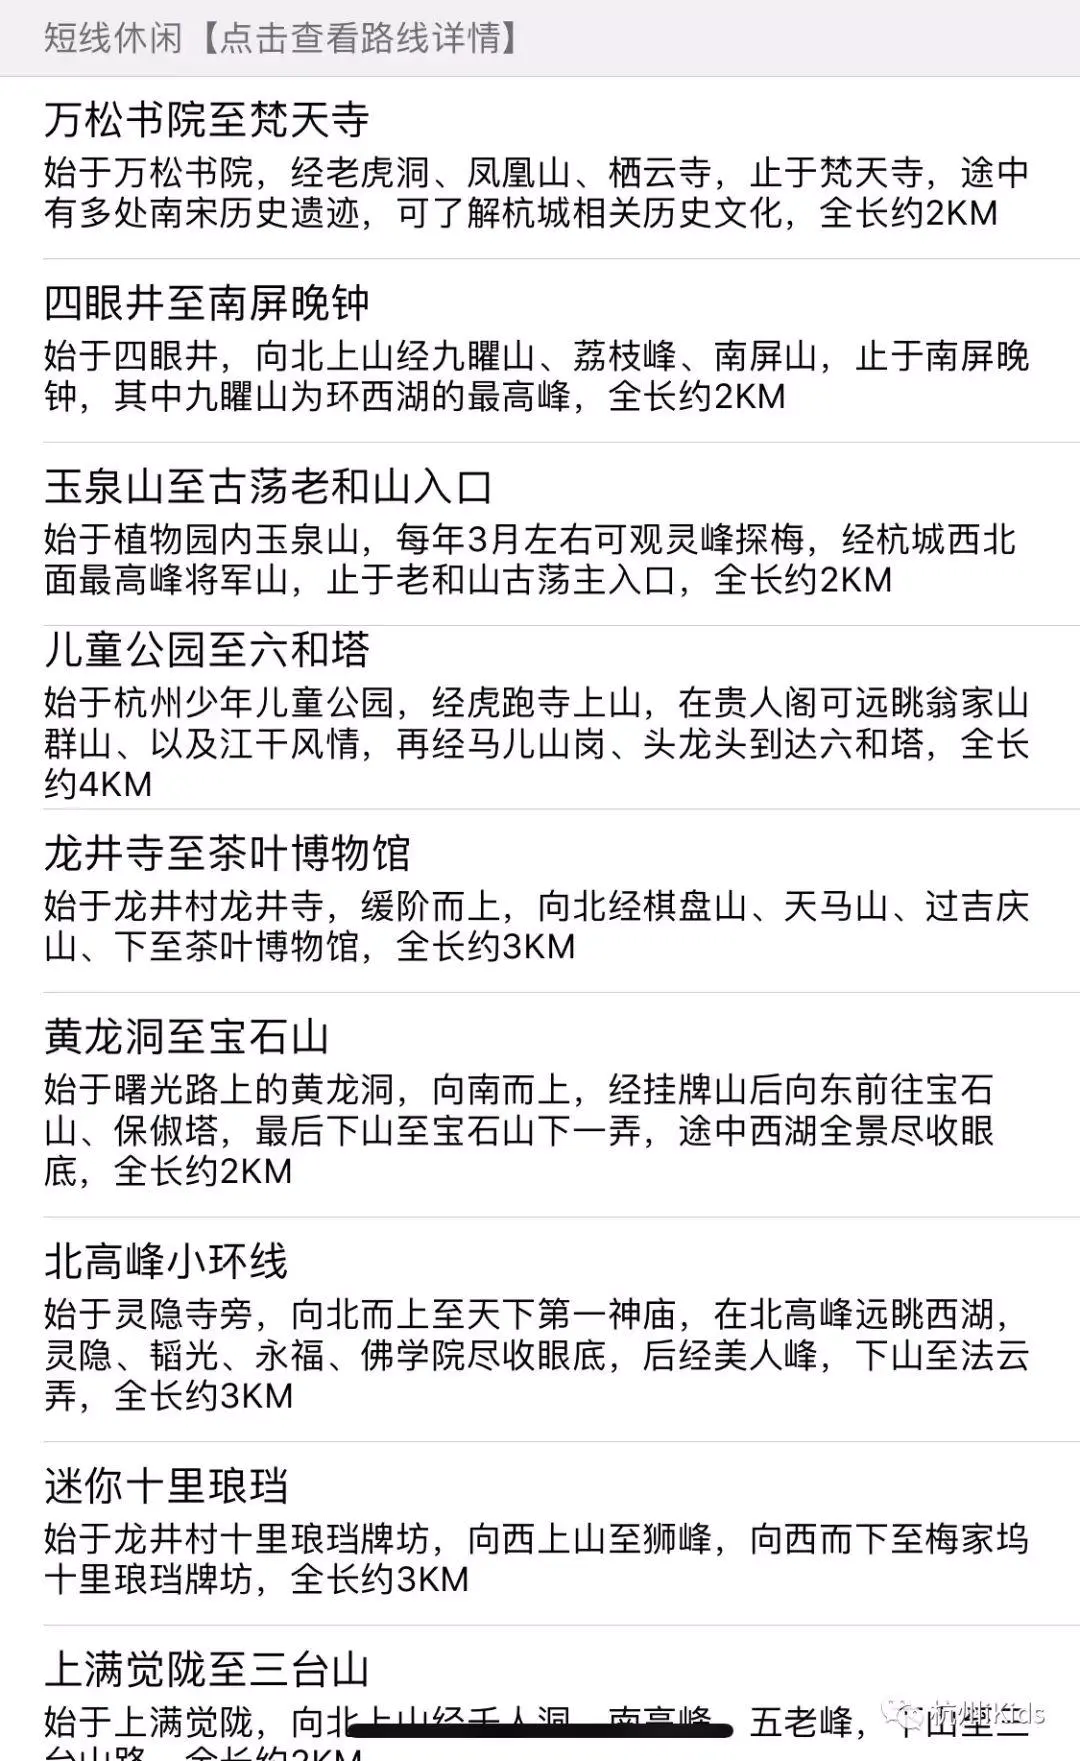 短线休闲【点击查看路线详情】
万松书院至梵天寺
始于万松书院，经老虎洞、凤凰山、栖云寺，止于梵天寺，途中
有多处南宋历史遗迹，可了解杭城相关历史文化，全长约2KM
四眼井至南屏晚钟
始于四眼井，向北上山经九曜山、荔枝峰、南屏山，止于南屏晚
钟，其中九曜山为环西湖的最高峰，全长约2KM
玉泉山至古荡老和山入口
始于植物园内玉泉山，每年3月左右可观灵峰探梅，经杭城西北
面最高峰将军山，止于老和山古荡主入口，全长约2KM
儿童公园至六和塔
始于杭州少年儿童公园，经虎跑寺上山，在贵人阁可远眺翁家山
群山、以及江干风情，再经马儿山岗、头龙头到达六和塔，全长
约4KM
龙井寺至茶叶博物馆
始于龙井村龙井寺，缓阶而上，向北经棋盘山、天马山、过吉庆
山、下至茶叶博物馆，全长约3KM
黄龙洞至宝石山
始于曙光路上的黄龙洞，向南而上，经挂牌山后向东前往宝石
山、保俶塔，最后下山至宝石山下一弄，途中西湖全景尽收眼
底，全长约2KM
北高峰小环线
始于灵隐寺旁，向北而上至天下第一神庙，在北高峰远眺西湖，
灵隐、韬光、永福、佛学院尽收眼底，后经美人峰，下山至法云
弄，全长约3KM
迷你十里琅珰
始于龙井村十里琅珰牌坊，向西上山至狮峰，向西而下至梅家坞
十里琅珰牌坊，全长约3KM
上满觉陇至三台山
始于上满觉陇，向北上山经千人洞、南高峰、五老峰，下山至三
台山路，全长约2KM
杭州iKids